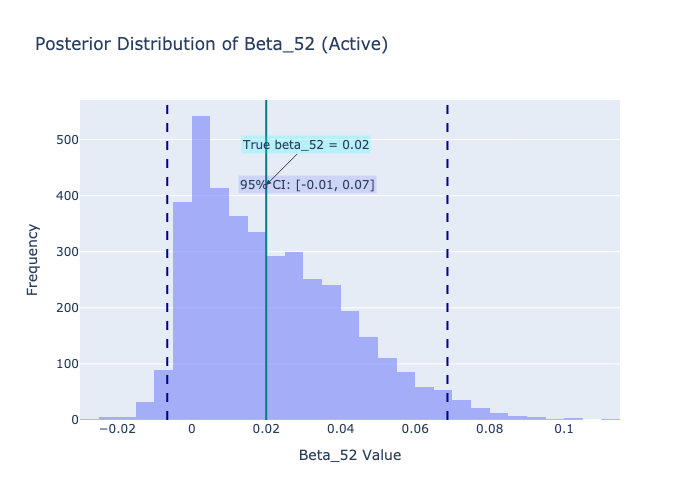 Posterior Distribution of Beta_52 (Active)
True beta_52 = 0.02
95% CI: [-0.01, 0.07]
Frequency
500
400
300
200
100
0
−0.02
0
0.02
0.04
0.06
0.08
0.1
Beta_52 Value